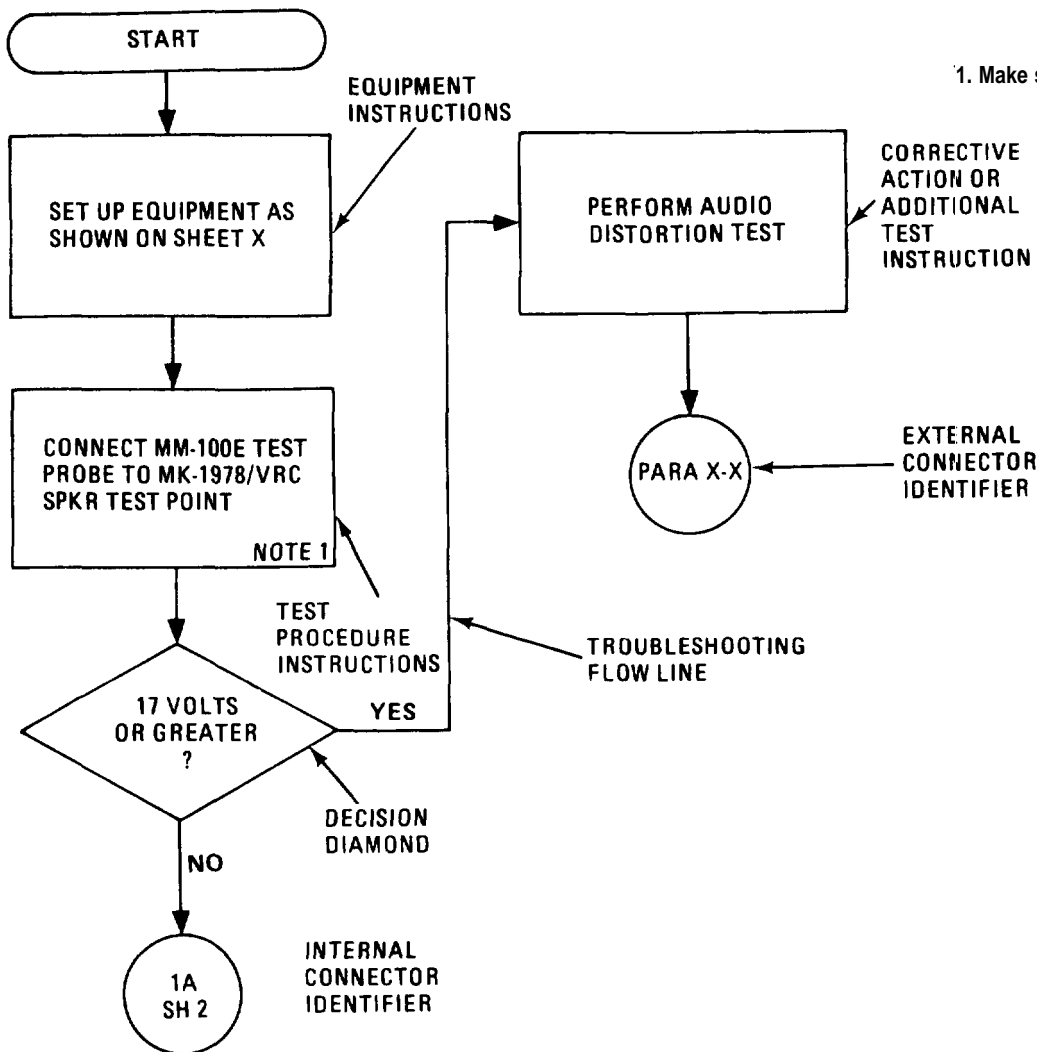 START
EQUIPMENT
INSTRUCTIONS
1. Make
SET UP EQUIPMENT AS
SHOWN ON SHEET X
PERFORM AUDIO
DISTORTION TEST
CORRECTIVE
ACTION OR
ADDITIONAL
TEST
INSTRUCTION
CONNECT MM-100E TEST
PROBE TO MK-1978/VRC
SPKR TEST POINT
NOTE 1
PARA X-X
EXTERNAL
CONNECTOR
IDENTIFIER
TEST
PROCEDURE
INSTRUCTIONS
TROUBLESHOOTING
FLOW LINE
17 VOLTS
OR GREATER
?
YES
DECISION
DIAMOND
NO
1A
SH 2
INTERNAL
CONNECTOR
IDENTIFIER